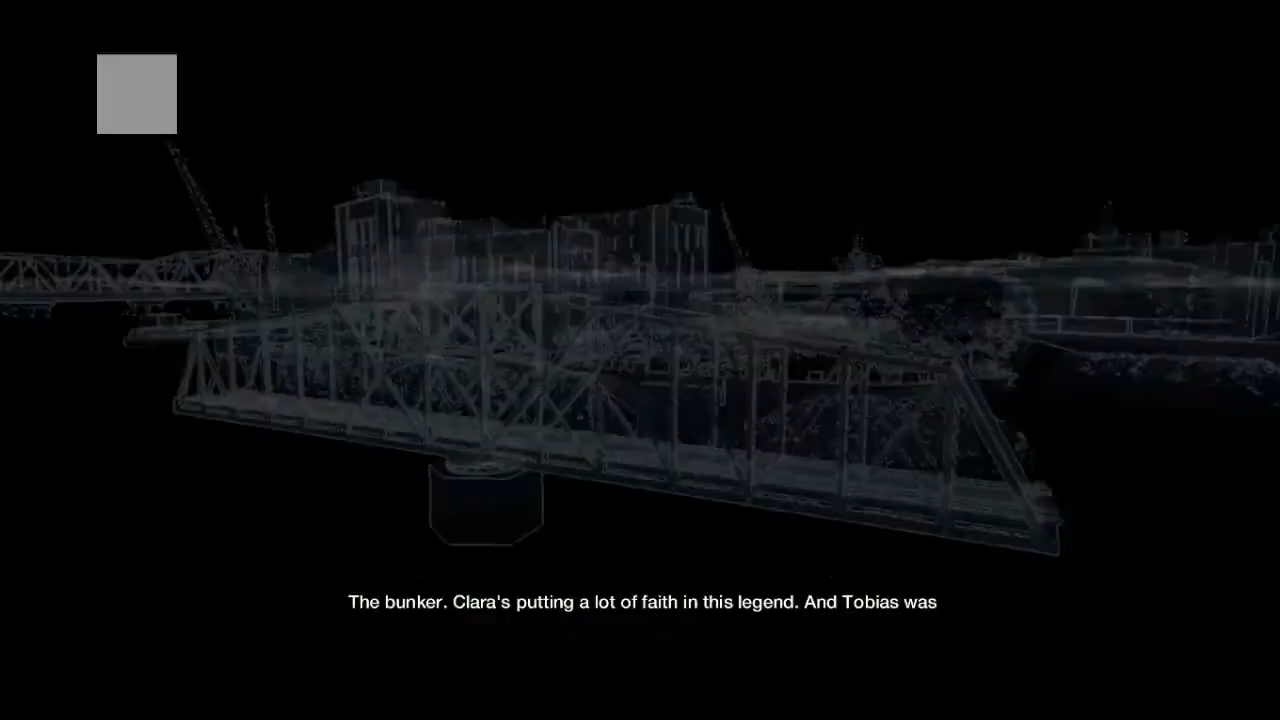 The bunker. Clara's putting a lot of faith in this legend. And Tobias was